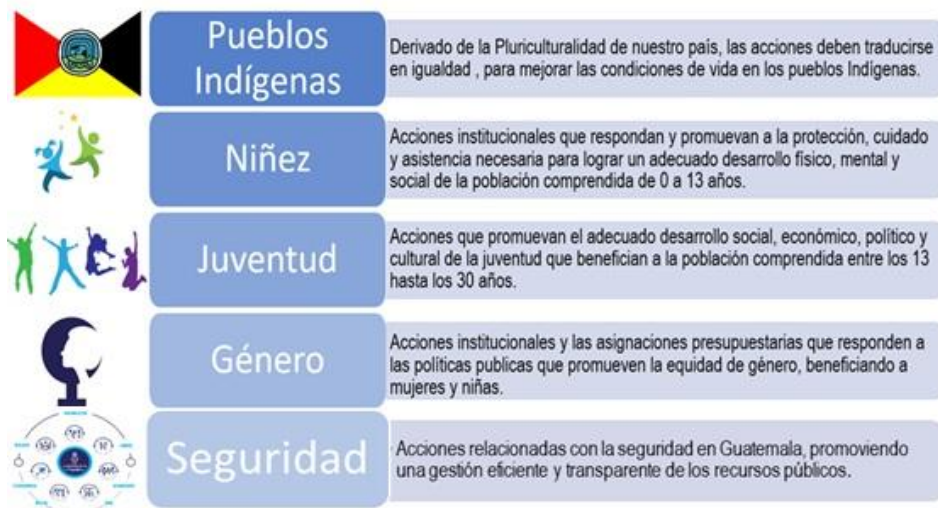 Pueblos
Indígenas
Derivado de la Pluriculturalidad de nuestro país, las acciones deben traducirse
en igualdad , para mejorar las condiciones de vida en los pueblos Indígenas.
Niñez
Acciones institucionales que respondan y promuevan a la protección, cuidado
y asistencia necesaria para lograr un adecuado desarrollo físico, mental y
social de la población comprendida de 0 a 13 años.
Juventud
Acciones que promuevan el adecuado desarrollo social, económico, político y
cultural de la juventud que benefician a la población comprendida entre los 13
hasta los 30 años.
Género
Acciones institucionales y las asignaciones presupuestarias que responden a
las políticas publicas que promueven la equidad de género, beneficiando a
mujeres y niñas.
Seguridad
Acciones relacionadas con la seguridad en Guatemala, promoviendo
una gestión eficiente y transparente de los recursos públicos.